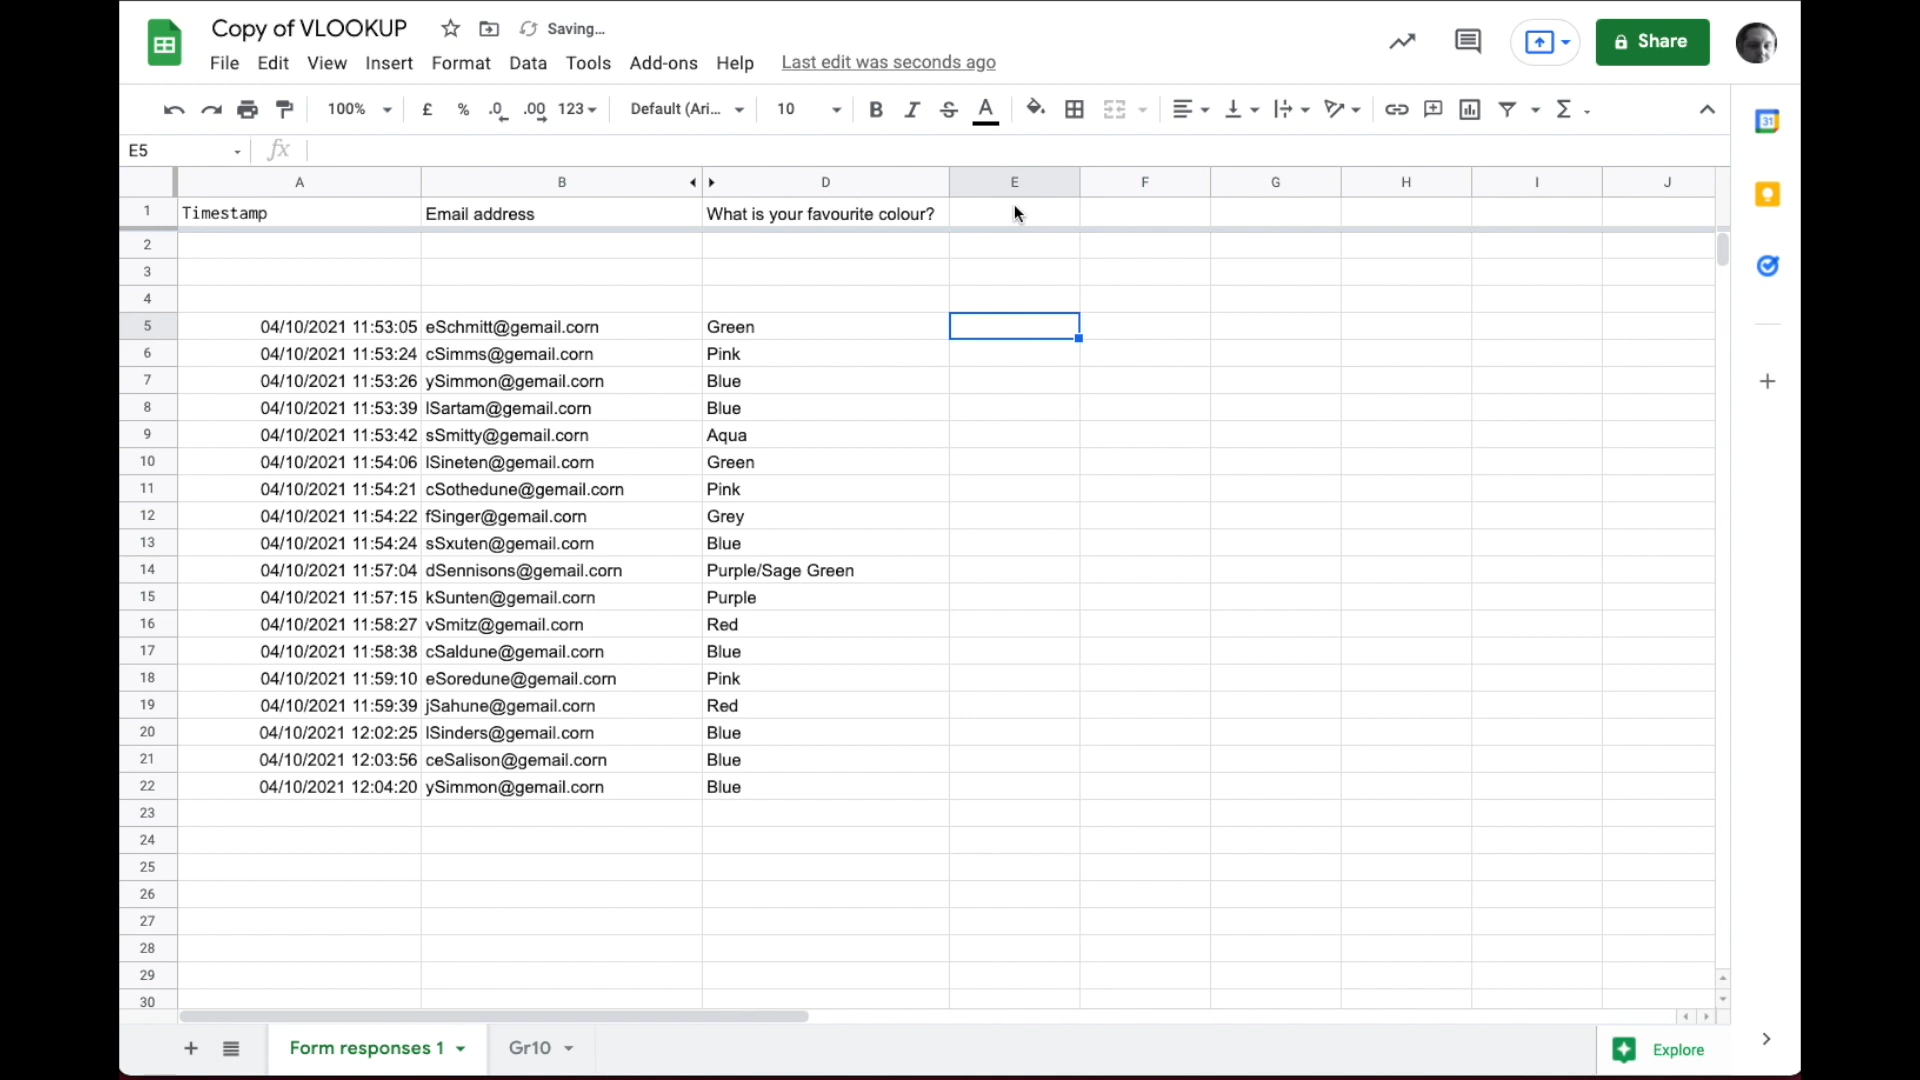 Copy of VLOOKUP Saving...
File Edit View Insert Format Data Tools Add-ons Help Last edit was seconds ago
Share
100% £ % .0 .00 123 Default (Ari... 10 B I S A Σ
31
E5 fx
A B D E F G H I J
1 Timestamp Email address What is your favourite colour?
2
3
4
5 04/10/2021 11:53:05 eSchmitt@gemail.corn Green
6 04/10/2021 11:53:24 cSimms@gemail.corn Pink
7 04/10/2021 11:53:26 ySimmon@gemail.corn Blue
8 04/10/2021 11:53:39 lSartam@gemail.corn Blue
9 04/10/2021 11:53:42 sSmitty@gemail.corn Aqua
10 04/10/2021 11:54:06 lSineten@gemail.corn Green
11 04/10/2021 11:54:21 cSothedune@gemail.corn Pink
12 04/10/2021 11:54:22 fSinger@gemail.corn Grey
13 04/10/2021 11:54:24 sSxuten@gemail.corn Blue
14 04/10/2021 11:57:04 dSennisons@gemail.corn Purple/Sage Green
15 04/10/2021 11:57:15 kSunten@gemail.corn Purple
16 04/10/2021 11:58:27 vSmitz@gemail.corn Red
17 04/10/2021 11:58:38 cSaldune@gemail.corn Blue
18 04/10/2021 11:59:10 eSoredune@gemail.corn Pink
19 04/10/2021 11:59:39 jSahune@gemail.corn Red
20 04/10/2021 12:02:25 lSinders@gemail.corn Blue
21 04/10/2021 12:03:56 ceSalison@gemail.corn Blue
22 04/10/2021 12:04:20 ySimmon@gemail.corn Blue
23
24
25
26
27
28
29
30
Form responses 1 Gr10 Explore